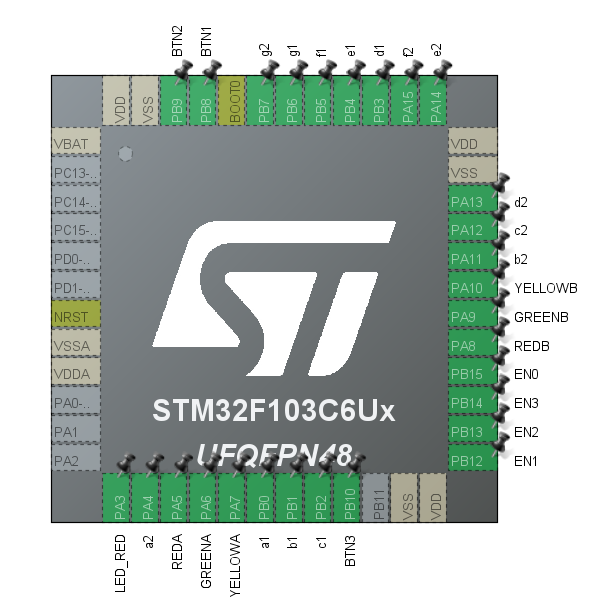 BTN2 BTN1 g2 g1 f1 e1 d1 f2 e2
VDD VSS PB9 PB8 BOOT0 PB7 PB6 PB5 PB4 PB3 PA15 PA14
VBAT VDD
PC13-.. VSS
PC14-.. PA13 d2
PC15-.. PA12 c2
PD0-.. PA11 b2
PD1-.. PA10 YELLOWB
NRST PA9 GREENB
VSSA PA8 REDB
VDDA PB15 EN0
PA0-.. PB14 EN3
PA1 PB13 EN2
PA2 PB12 EN1
ST
STM32F103C6Ux
UFQFPN48
PA3 PA4 PA5 PA6 PA7 PB0 PB1 PB2 PB10 PB11 VSS VDD
LED_RED a2 REDA GREENA YELLOWA a1 b1 c1 BTN3